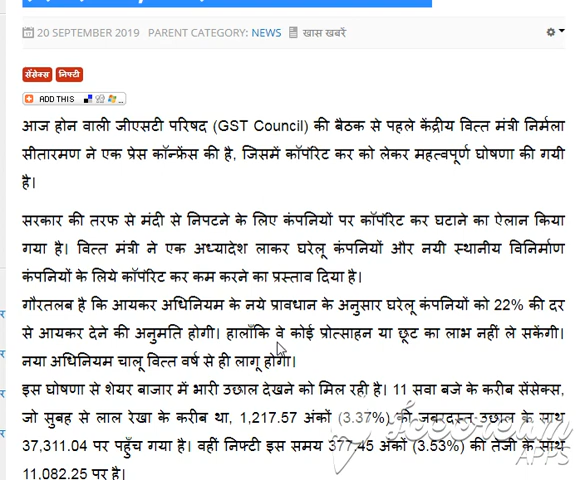 20 SEPTEMBER 2019 PARENT CATEGORY: NEWS खास खबरें
सेंसेक्स निफ्टी
ADD THIS
आज होन वाली जीएसटी परिषद (GST Council) की बैठक से पहले केंद्रीय वित्त मंत्री निर्मला
सीतारमण ने एक प्रेस कॉन्फ्रेंस की है, जिसमें कॉर्पोरेट कर को लेकर महत्वपूर्ण घोषणा की गयी
है।
सरकार की तरफ से मंदी से निपटने के लिए कंपनियों पर कॉर्पोरेट कर घटाने का ऐलान किया
गया है। वित्त मंत्री ने एक अध्यादेश लाकर घरेलू कंपनियों और नयी स्थानीय विनिर्माण
कंपनियों के लिये कॉर्पोरेट कर कम करने का प्रस्ताव दिया है।
गौरतलब है कि आयकर अधिनियम के नये प्रावधान के अनुसार घरेलू कंपनियों को 22% की दर
से आयकर देने की अनुमति होगी। हालाँकि वे कोई प्रोत्साहन या छूट का लाभ नहीं ले सकेंगी।
नया अधिनियम चालू वित्त वर्ष से ही लागू होगा।
इस घोषणा से शेयर बाजार में भारी उछाल देखने को मिल रही है। 11 सवा बजे के करीब सेंसेक्स,
जो सुबह से लाल रेखा के करीब था, 1,217.57 अंकों (3.37%) की जबरदस्त उछाल के साथ
37,311.04 पर पहुँच गया है। वहीं निफ्टी इस समय 377.45 अंकों (3.53%) की तेजी के साथ
11,082.25 पर है।
Icecream
APPS